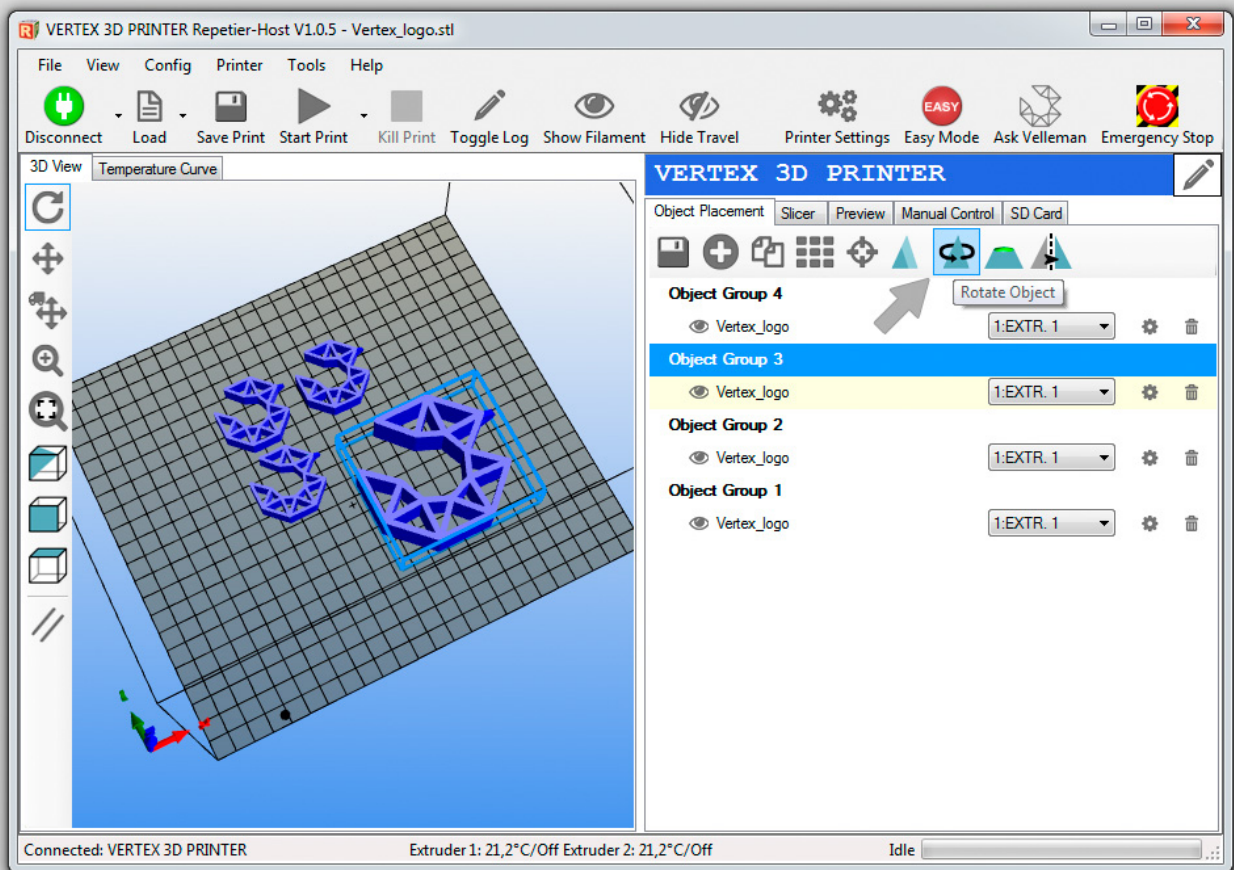 VERTEX 3D PRINTER Repetier-Host V1.0.5 - Vertex_logo.stl
File View Config Printer Tools Help
Disconnect Load Save Print Start Print Kill Print Toggle Log Show Filament Hide Travel Printer Settings EASY Easy Mode Ask Velleman Emergency Stop
3D View Temperature Curve
VERTEX 3D PRINTER
Object Placement Slicer Preview Manual Control SD Card
Rotate Object
Object Group 4
Vertex_logo 1:EXTR. 1
Object Group 3
Vertex_logo 1:EXTR. 1
Object Group 2
Vertex_logo 1:EXTR. 1
Object Group 1
Vertex_logo 1:EXTR. 1
Connected: VERTEX 3D PRINTER Extruder 1: 21,2°C/Off Extruder 2: 21,2°C/Off Idle